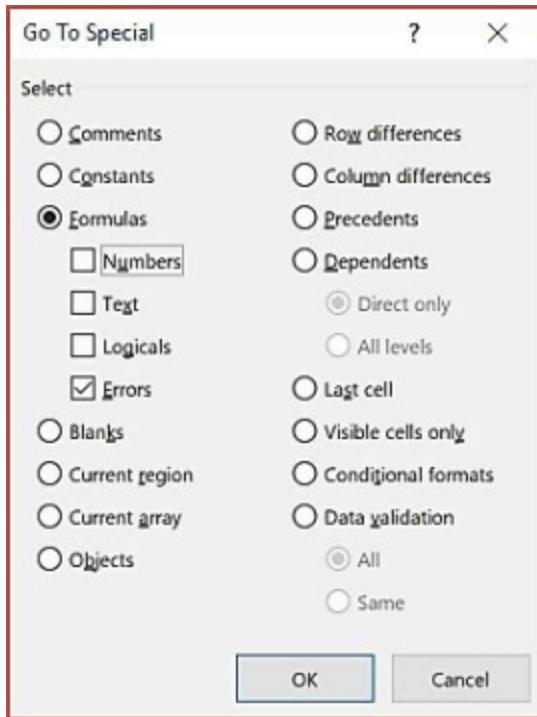 Go To Special ? ×
Select
Comments
Constants
Formulas
Numbers
Text
Logicals
Errors
Blanks
Current region
Current array
Objects
Row differences
Column differences
Precedents
Dependents
Direct only
All levels
Last cell
Visible cells only
Conditional formats
Data validation
All
Same
OK
Cancel